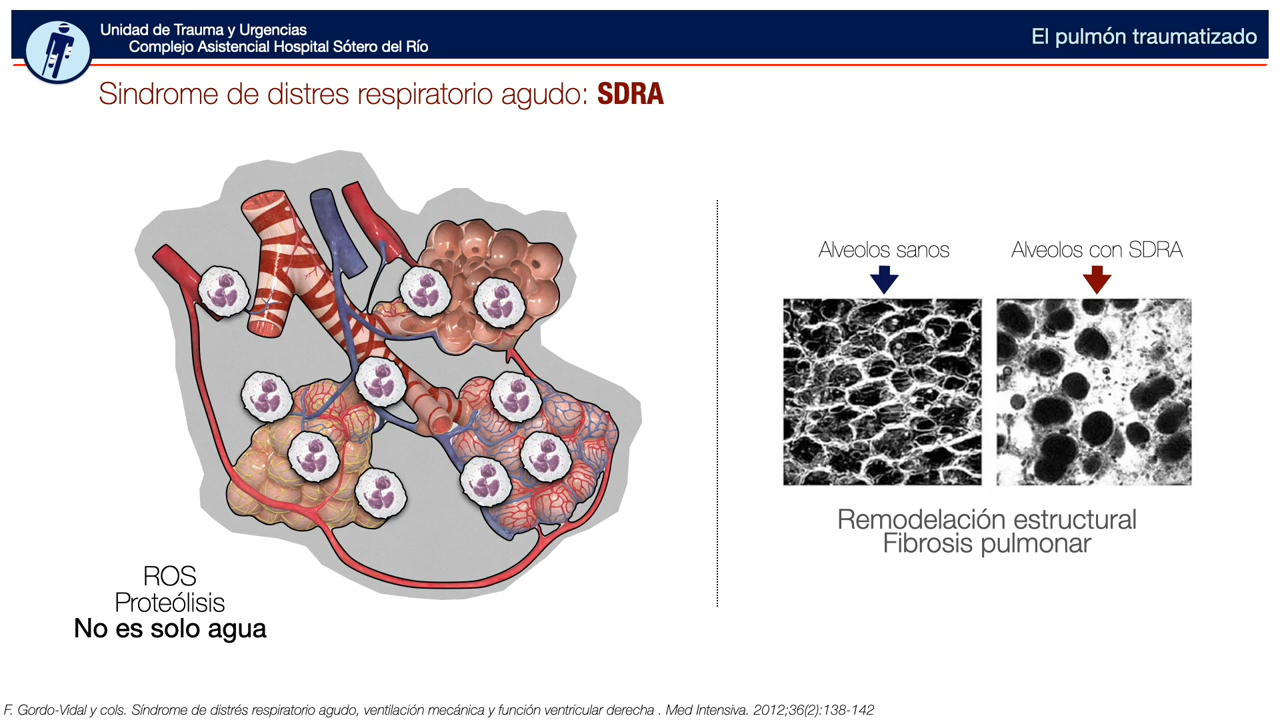 Unidad de Trauma y Urgencias
Complejo Asistencial Hospital Sótero del Río
El pulmón traumatizado
Sindrome de distres respiratorio agudo: SDRA
Alveolos sanos
Alveolos con SDRA
Remodelación estructural
Fibrosis pulmonar
ROS
Proteólisis
No es solo agua
F. Gordo-Vidal y cols. Síndrome de distrés respiratorio agudo, ventilación mecánica y función ventricular derecha . Med Intensiva. 2012;36(2):138-142